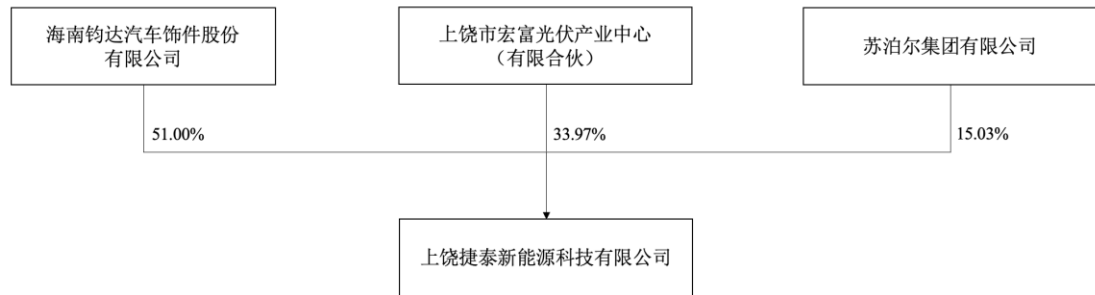 海南钧达汽车饰件股份
有限公司
上饶市宏富光伏产业中心
（有限合伙）
苏泊尔集团有限公司
51.00%
33.97%
15.03%
上饶捷泰新能源科技有限公司